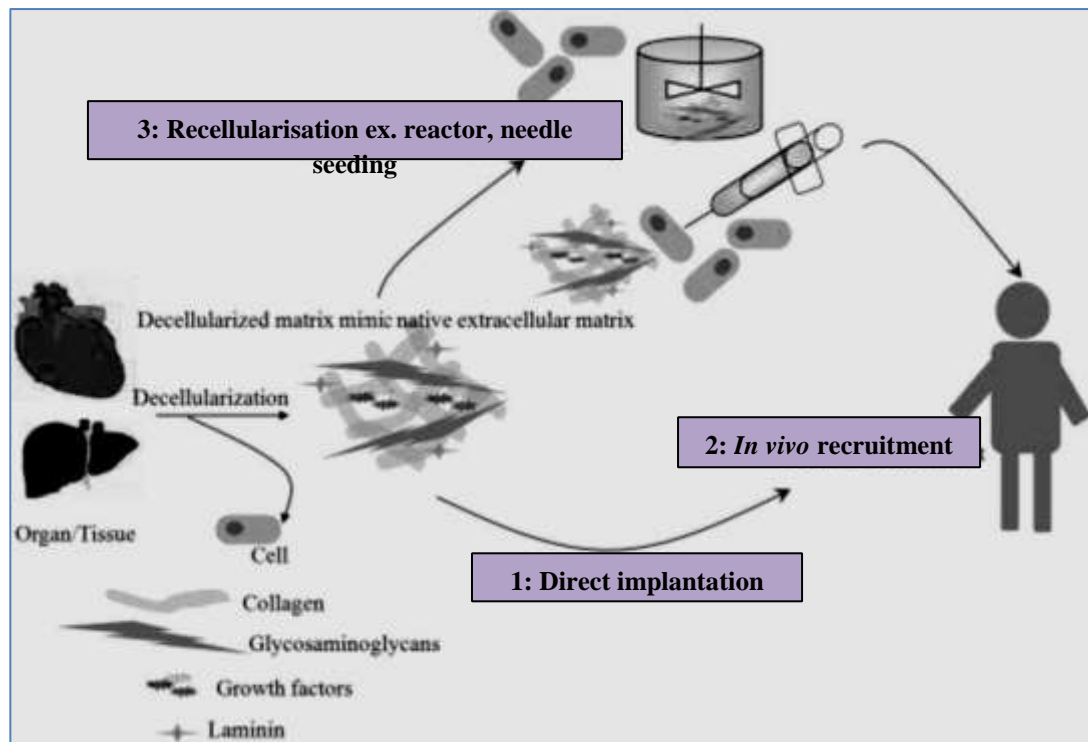 3: Recellularisation ex. reactor, needle
seeding
Decellularized matrix mimic native extracellular matrix
Decellularization
2: In vivo recruitment
Organ/Tissue
Cell
1: Direct implantation
Collagen
Glycosaminoglycans
Growth factors
Laminin